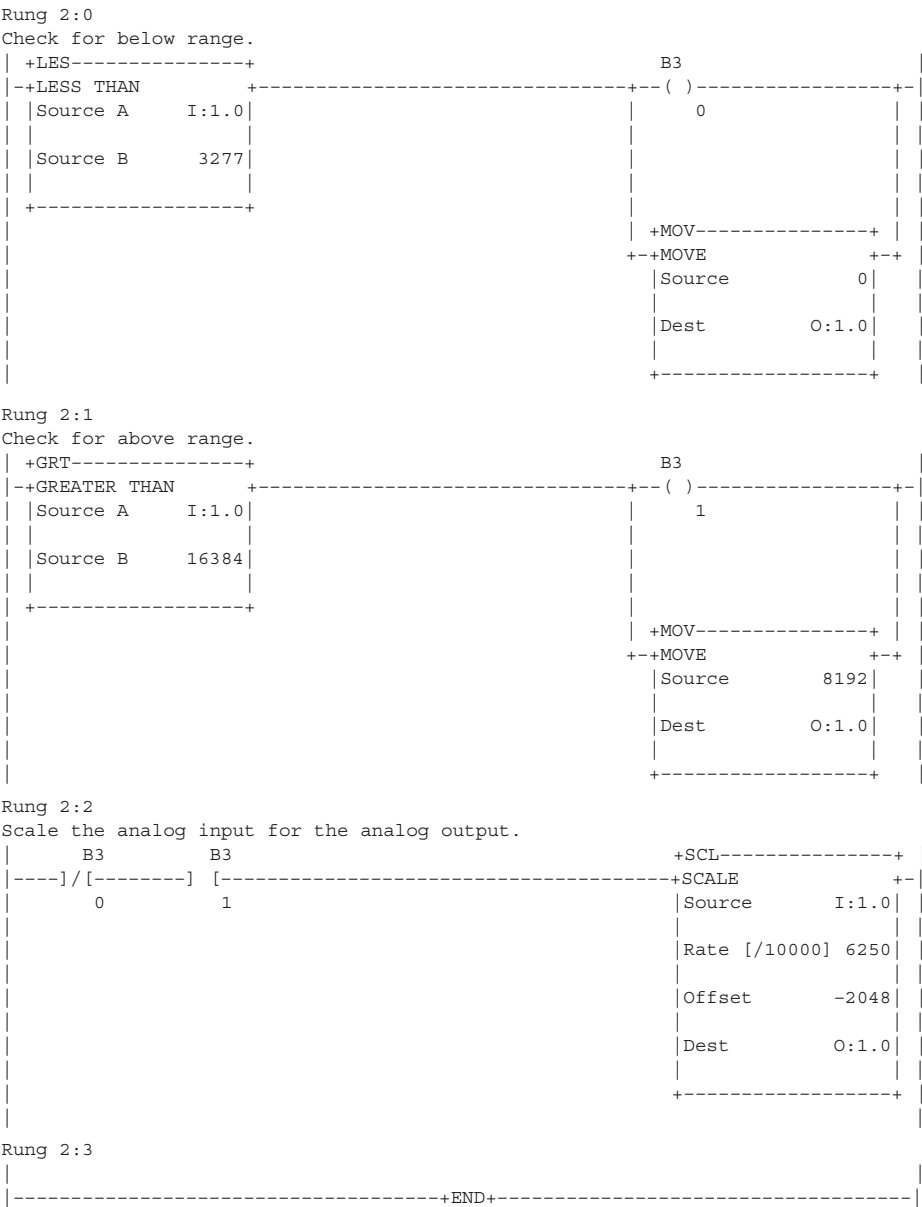 Rung 2:0
Check for below range.
+LES---------------+ B3
-+LESS THAN +--------------------------------+--( )-----------------+-
Source A I:1.0 0
Source B 3277
+------------------+
+MOV---------------+
+-+MOVE +-+
Source 0
Dest O:1.0
+------------------+
Rung 2:1
Check for above range.
+GRT---------------+ B3
-+GREATER THAN +--------------------------------+--( )-----------------+-
Source A I:1.0 1
Source B 16384
+------------------+
+MOV---------------+
+-+MOVE +-+
Source 8192
Dest O:1.0
+------------------+
Rung 2:2
Scale the analog input for the analog output.
B3 B3 +SCL---------------+
----]/[--------] [---------------------------------------+SCALE +-
0 1 Source I:1.0
Rate [/10000] 6250
Offset -2048
Dest O:1.0
+------------------+
Rung 2:3
-------------------------------------+END+------------------------------------